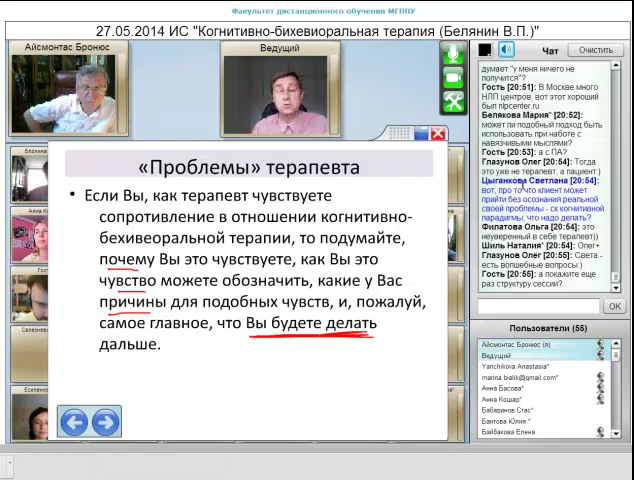 Факультет дистанционного обучения МГППУ
27.05.2014 ИС "Когнитивно-бихевиоральная терапия (Белянин В.П.)"
Айсмонтас Бронюс
Ведущий
Чат
Очистить
думает "у меня ничего не
получится"?
Гость [20:51]: В Москве много
НЛП центров, вот этот хороший
был nlpcenter.ru
Белякова Мария* [20:52]:
может ли подобный подход быть
использовать при наботе с
навязчивыми мыслями?
Гость [20:53]: а с ПА?
Глазунов Олег [20:54]: Тогда
это уже не терапевт, а пациент:)
Цыганкова Светлана [20:54]:
вот, про то что клиент может
прийти без осознания реальной
своей проблемы - ск когнитивной
парадигмы, что надо делать?
Филатова Ольга [20:54]: это
неуверенный в себе терапевт))
Шиль Наталия* [20:54]: Олег+
Глазунов Олег [20:55]: Света -
есть волшебные вопросы:)
Гость [20:55]: а покажите еще
раз структуру сессии?
OK
«Проблемы» терапевта
• Если Вы, как терапевт чувствуете
сопротивление в отношении когнитивно-
бихевеоральной терапии, то подумайте,
почему Вы это чувствуете, как Вы это
чувство можете обозначить, какие у Вас
причины для подобных чувств, и, пожалуй,
самое главное, что Вы будете делать
дальше.
Пользователи (55)
Айсмонтас Бронюс (я)
Ведущий
Yanchikova Anastasia*
marina.bialik@gmail.com*
Анна Басова*
Анна Кошар*
Бабаринов Стас*
Баитова Юлия *
Байбакова Елена